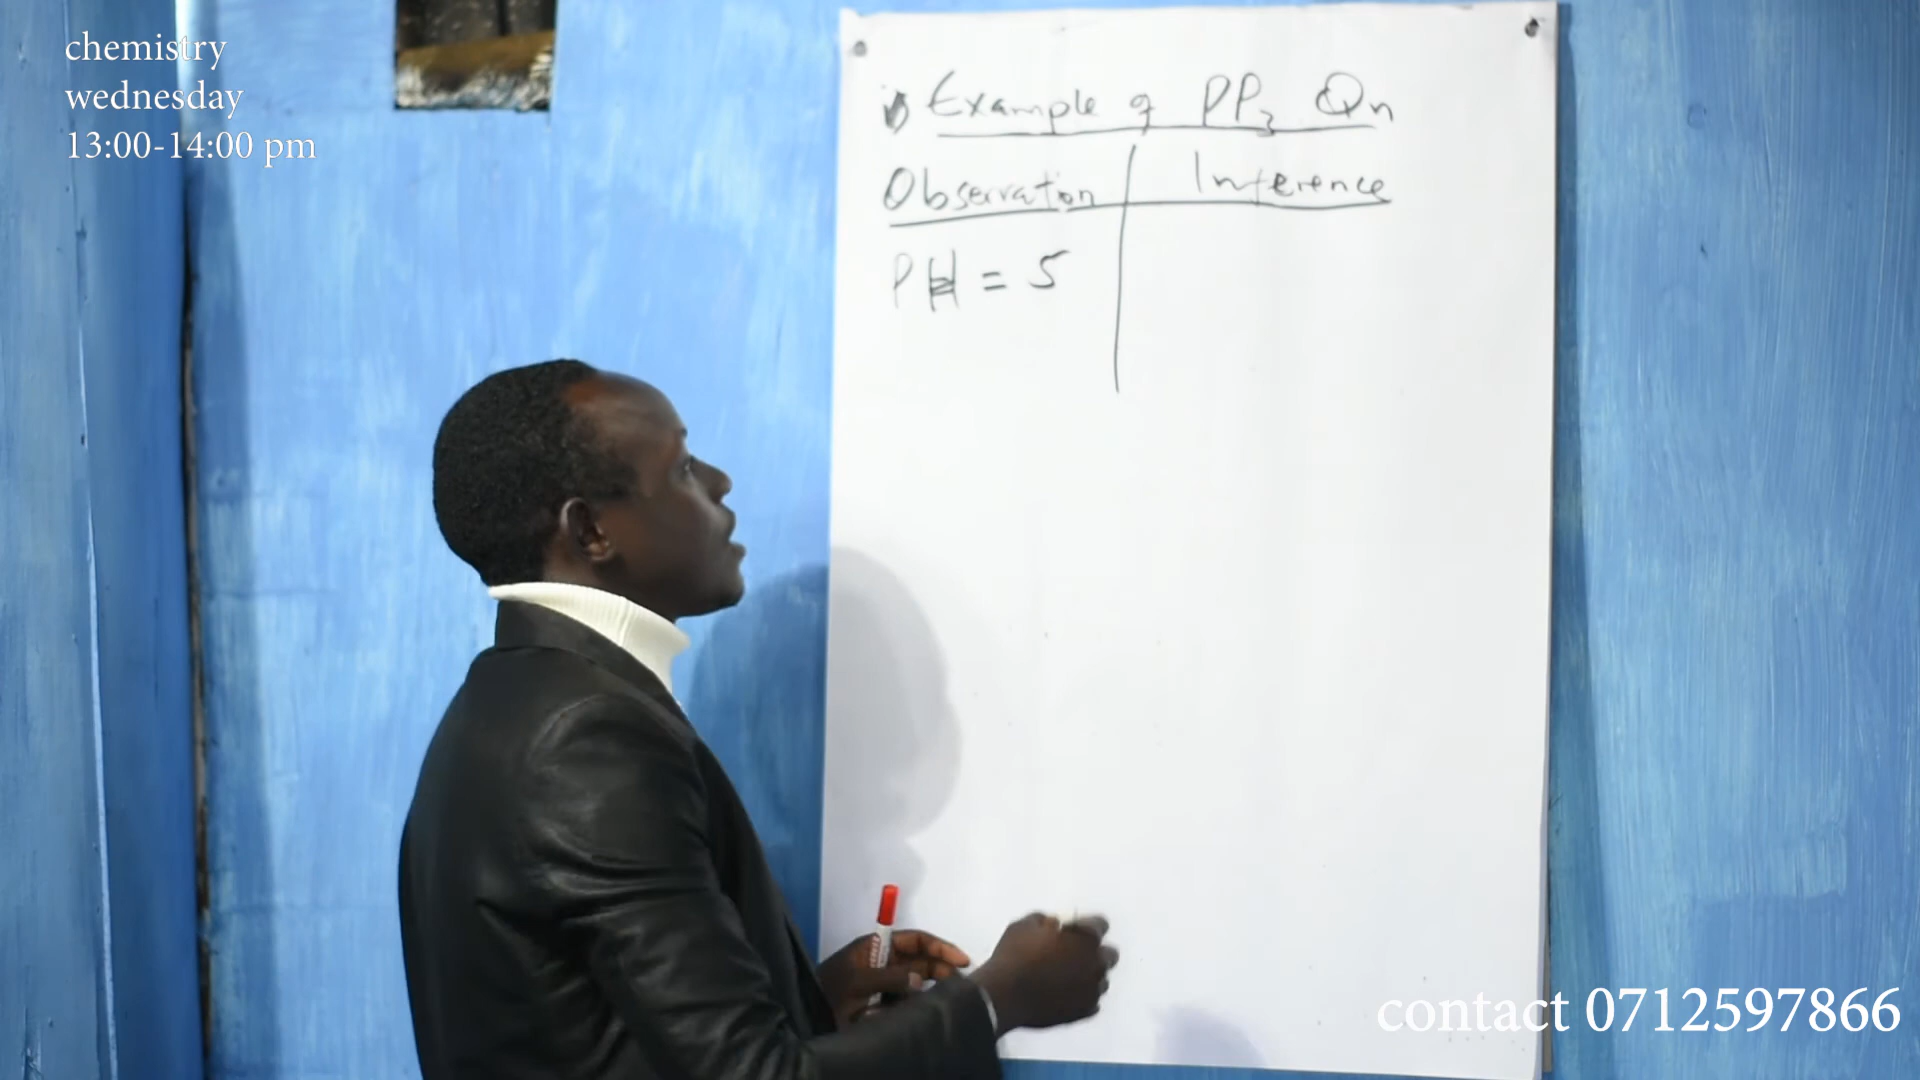 chemistry
wednesday
13:00-14:00 pm
Example of PP3 Qn
Observation Inference
PH = 5
contact 0712597866